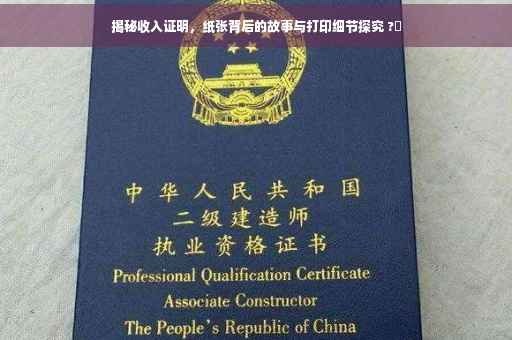 揭秘收入证明，纸张背后的故事与打印细节探究 ?
中华人民共和国
二级建造师
执业资格证书
Professional Qualification Certificate
Associate Constructor
The People's Republic of China